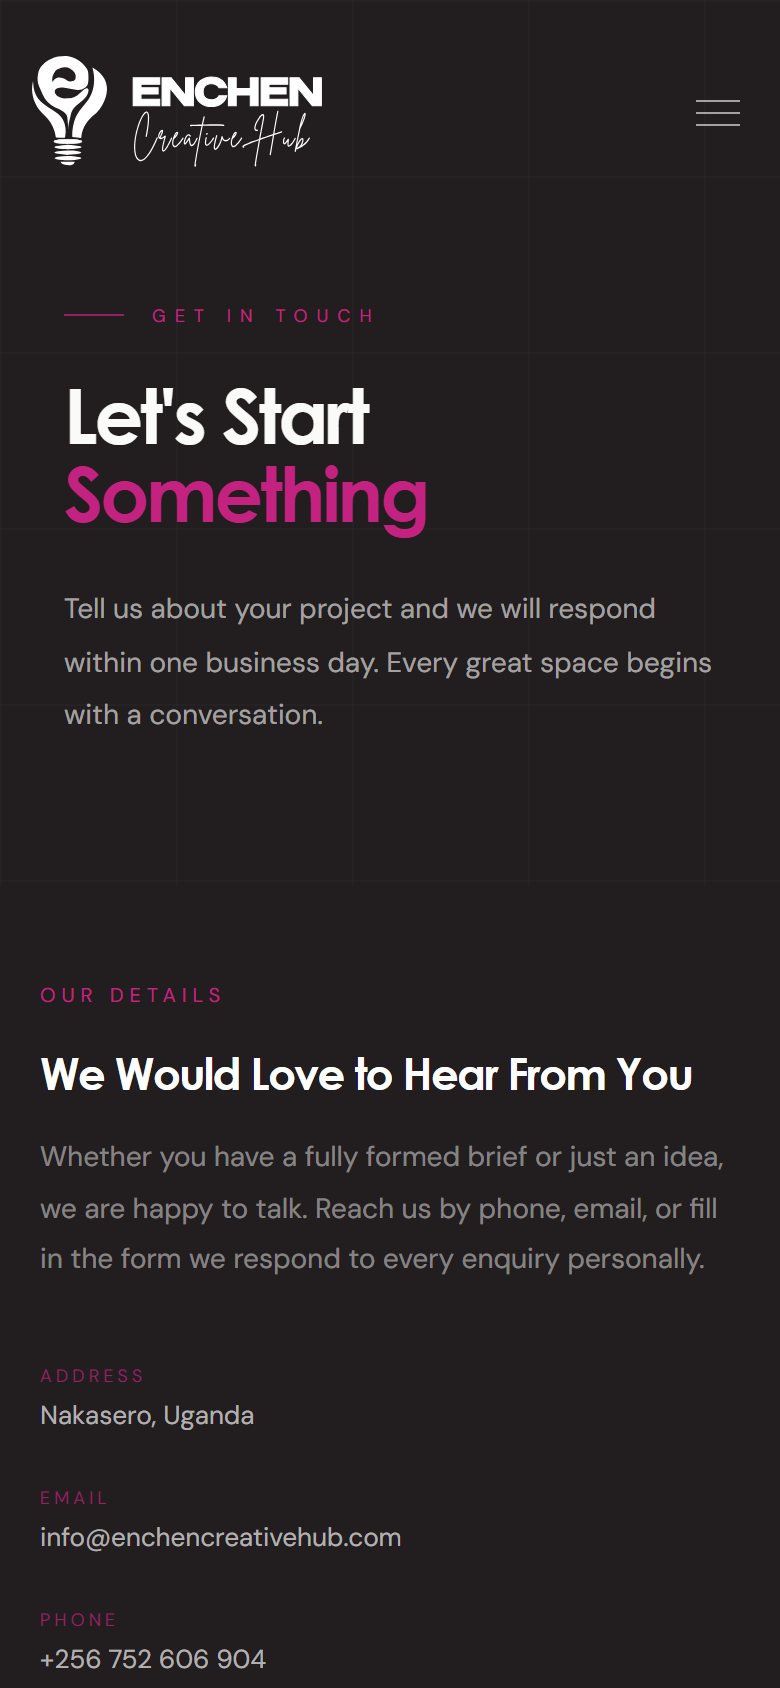 ENCHEN
Creative Hub
GET IN TOUCH
Let's Start
Something
Tell us about your project and we will respond
within one business day. Every great space begins
with a conversation.
OUR DETAILS
We Would Love to Hear From You
Whether you have a fully formed brief or just an idea,
we are happy to talk. Reach us by phone, email, or fill
in the form we respond to every enquiry personally.
ADDRESS
Nakasero, Uganda
EMAIL
info@enchencreativehub.com
PHONE
+256 752 606 904